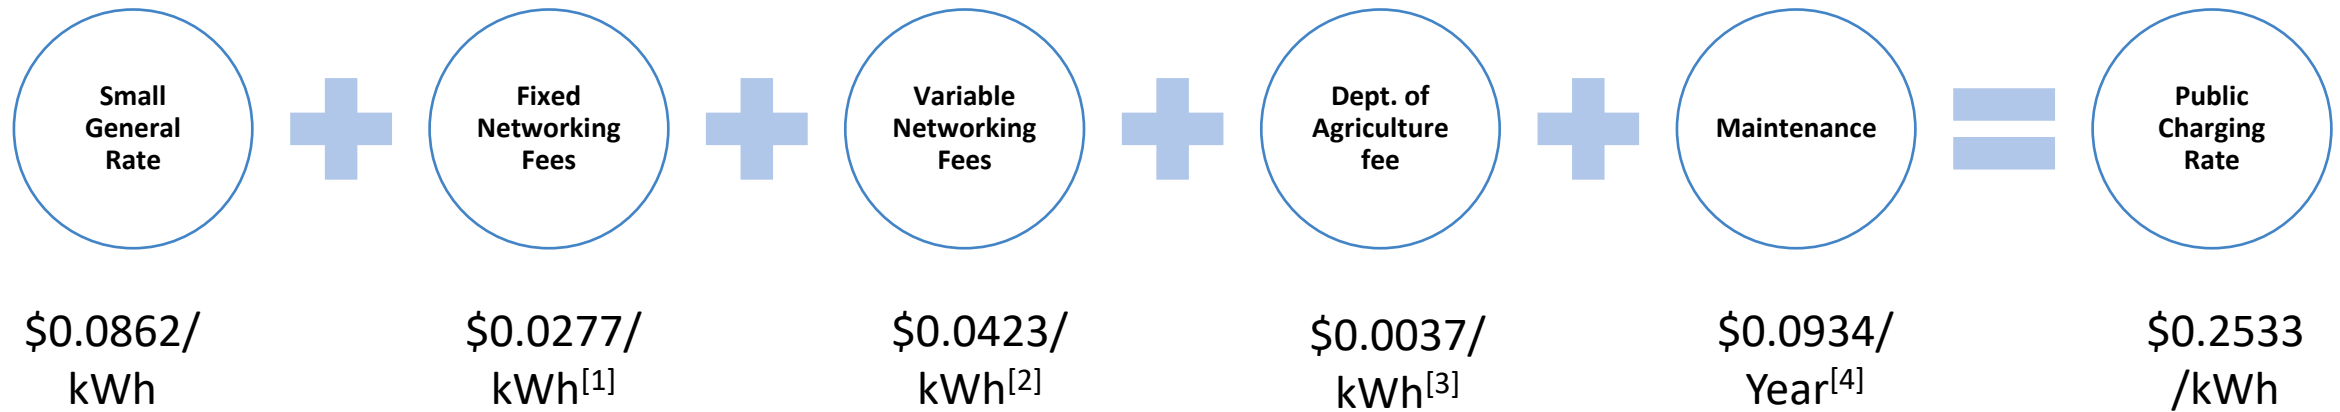 Small
General
Rate
Fixed
Networking
Fees
Variable
Networking
Fees
Dept. of
Agriculture
fee
Maintenance
Public
Charging
Rate
$0.0862/
kWh
$0.0277/
kWh[1]
$0.0423/
kWh[2]
$0.0037/
kWh[3]
$0.0934/
Year[4]
$0.2533
/kWh